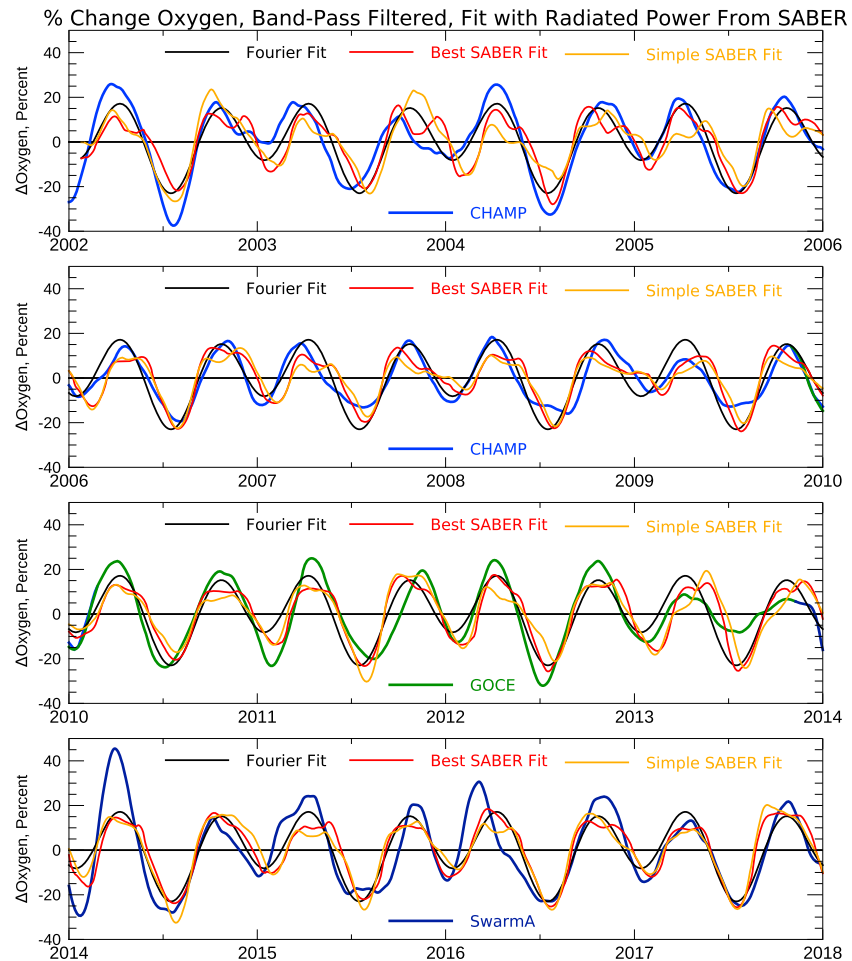 % Change Oxygen, Band-Pass Filtered, Fit with Radiated Power From SABER
Fourier Fit Best SABER Fit Simple SABER Fit
40
20
0
-20
-40
ΔOxygen, Percent
CHAMP
2002 2003 2004 2005 2006
Fourier Fit Best SABER Fit Simple SABER Fit
40
20
0
-20
-40
ΔOxygen, Percent
CHAMP
2006 2007 2008 2009 2010
Fourier Fit Best SABER Fit Simple SABER Fit
40
20
0
-20
-40
ΔOxygen, Percent
GOCE
2010 2011 2012 2013 2014
Fourier Fit Best SABER Fit Simple SABER Fit
40
20
0
-20
-40
ΔOxygen, Percent
SwarmA
2014 2015 2016 2017 2018